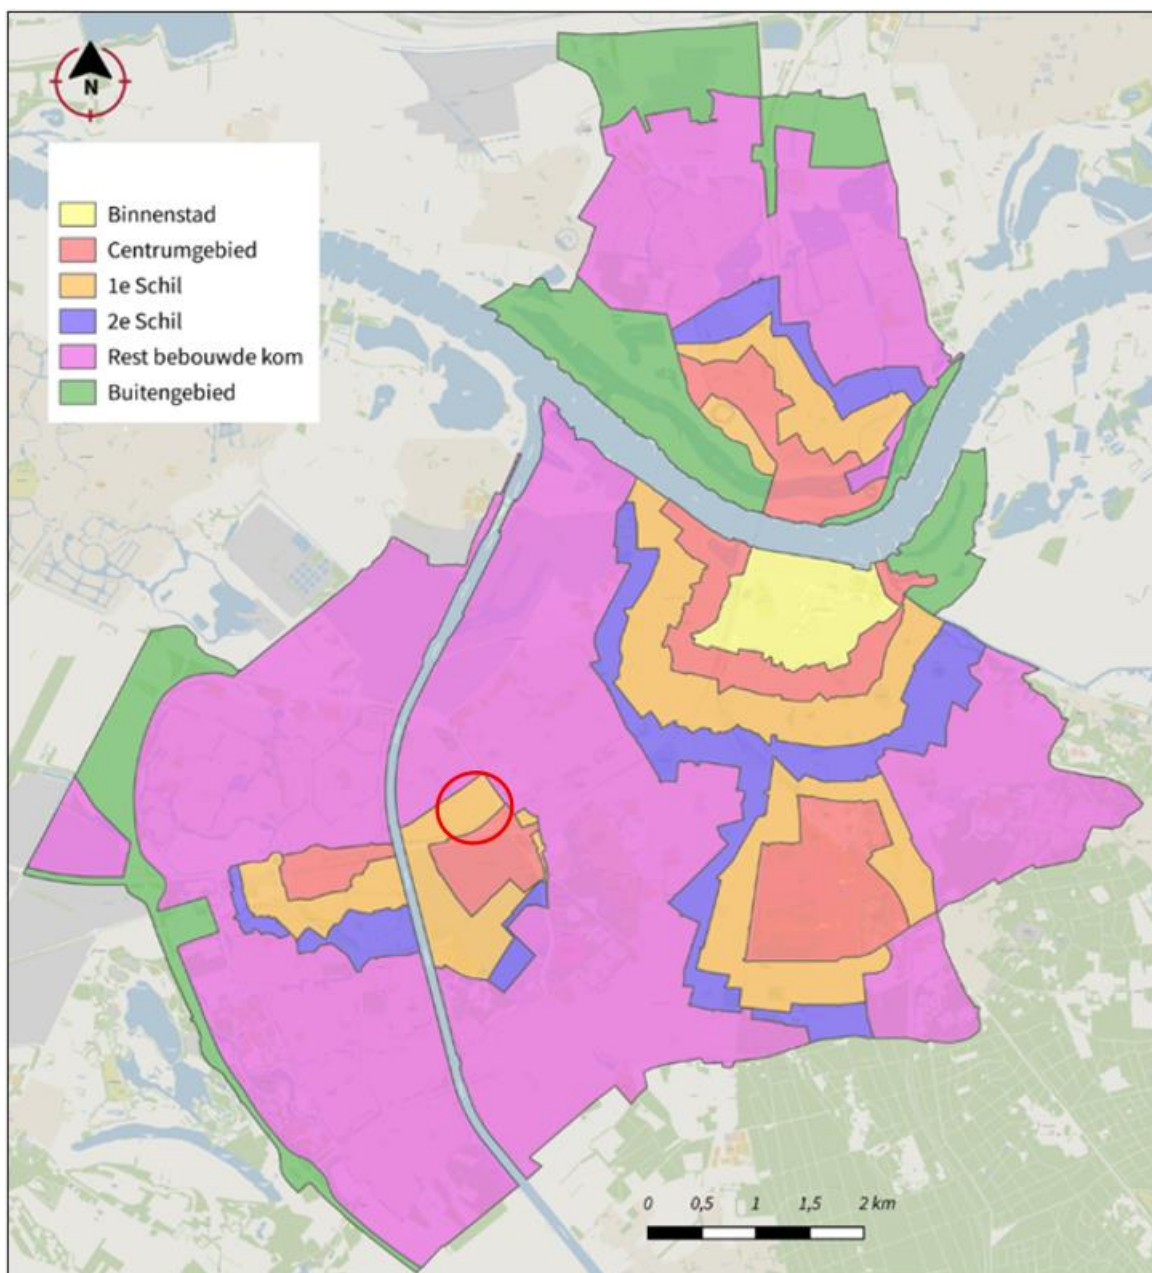 N
Binnenstad
Centrumgebied
1e Schil
2e Schil
Rest bebouwde kom
Buitengebied
0 0,5 1 1,5 2 km